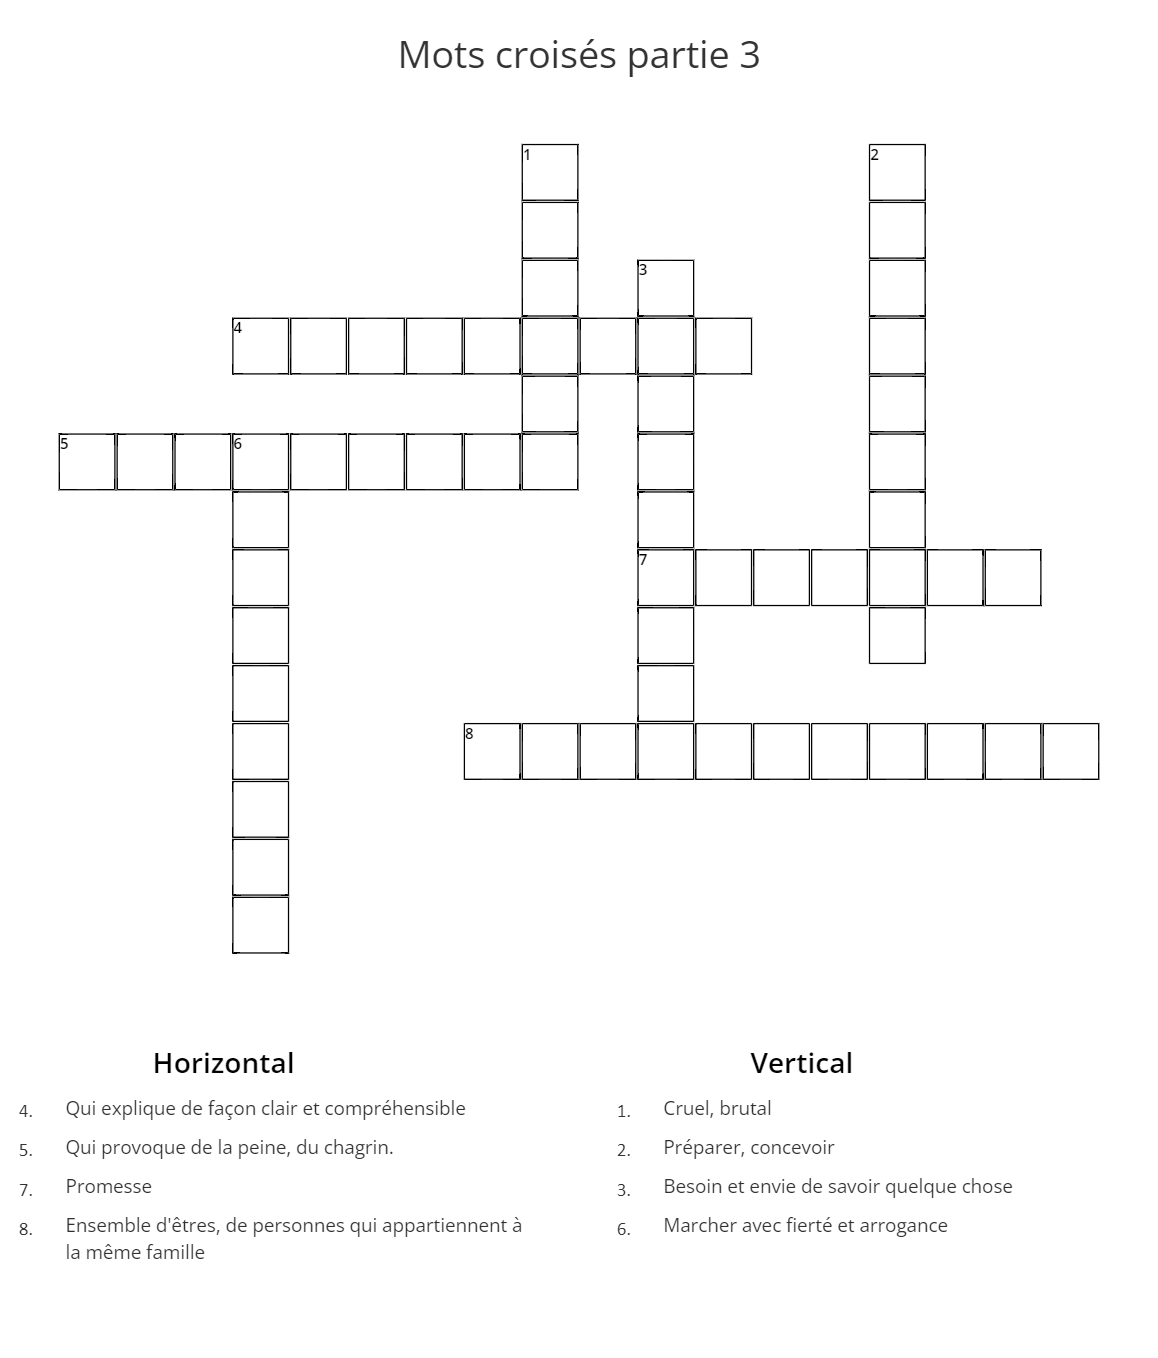 Mots croisés partie 3
1
2
3
4
5
6
7
8
Horizontal
4. Qui explique de façon clair et compréhensible
5. Qui provoque de la peine, du chagrin.
7. Promesse
8. Ensemble d'êtres, de personnes qui appartiennent à
la même famille
Vertical
1. Cruel, brutal
2. Préparer, concevoir
3. Besoin et envie de savoir quelque chose
6. Marcher avec fierté et arrogance